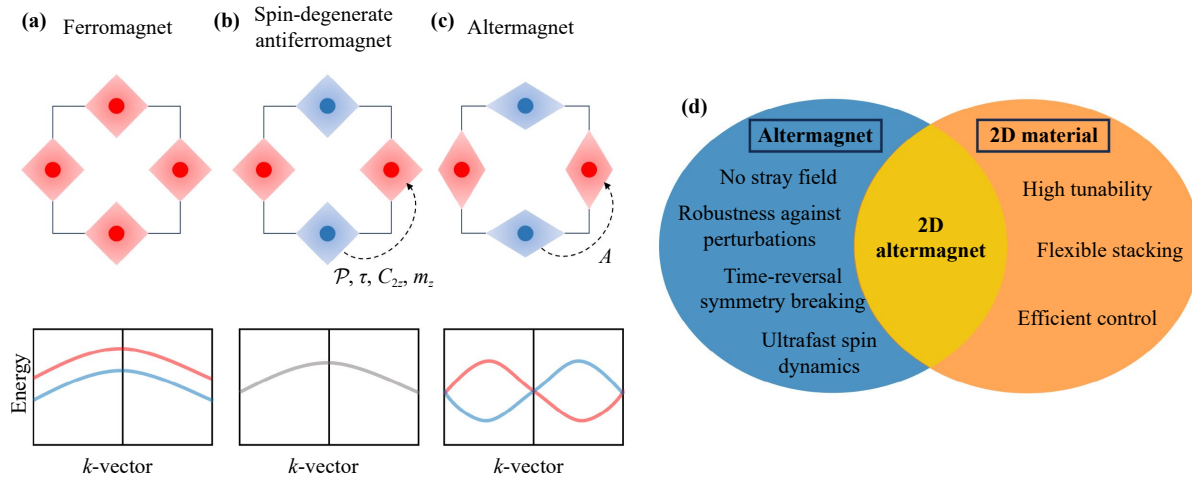 (a)
Ferromagnet
(b)
Spin-degenerate
antiferromagnet
(c)
Altermagnet
𝒫, τ, C₂z, mz
A
Energy
k-vector
k-vector
k-vector
(d)
Altermagnet
No stray field
Robustness against
perturbations
Time-reversal
symmetry breaking
Ultrafast spin
dynamics
2D
altermagnet
2D material
High tunability
Flexible stacking
Efficient control